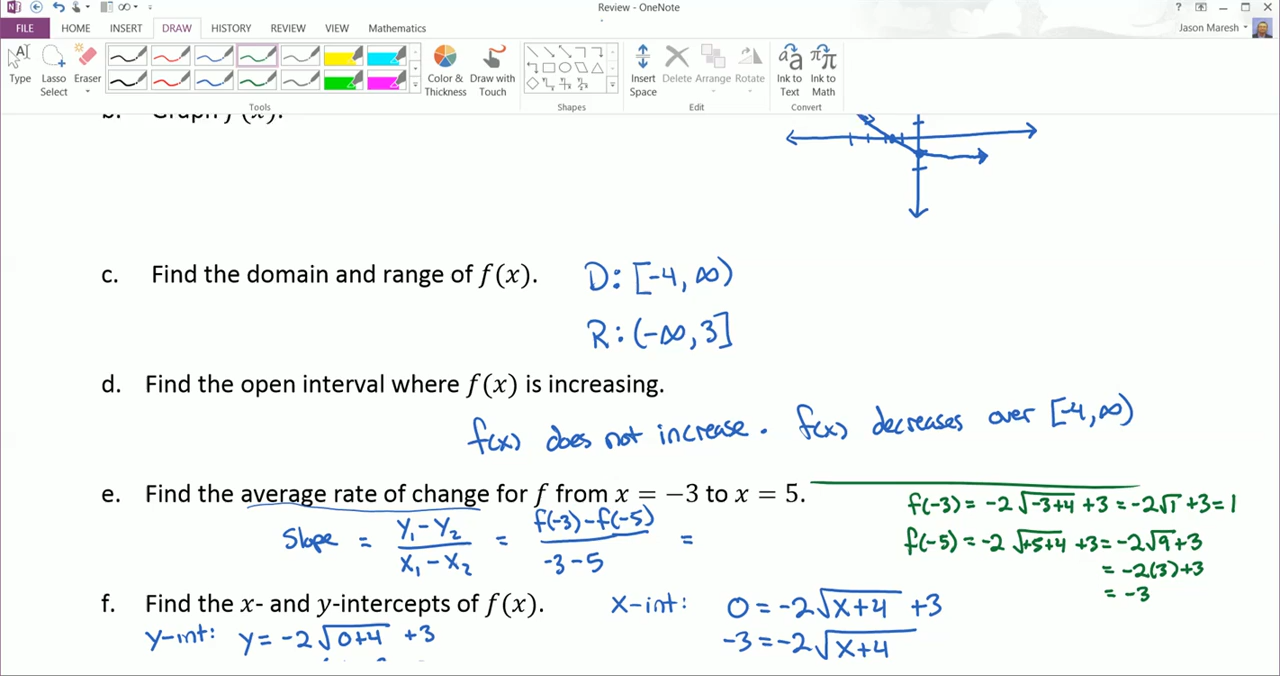 Review - OneNote
FILE HOME INSERT DRAW HISTORY REVIEW VIEW Mathematics
Jason Maresh
Type Lasso Select Eraser
Color & Thickness Draw with Touch
Insert Space Delete Arrange Rotate
Ink to Text Ink to Math
Tools Shapes Edit Convert
b. Graph f(x).
c. Find the domain and range of f(x). D: [-4, ∞)
R: (-∞, 3]
d. Find the open interval where f(x) is increasing.
f(x) does not increase. f(x) decreases over [-4, ∞)
e. Find the average rate of change for f from x = −3 to x = 5.
Slope = (y₁-y₂)/(x₁-x₂) = (f(-3)-f(-5))/(-3-5) =
f(-3) = -2√(-3+4) +3 = -2√1 +3 = 1
f(-5) = -2√(+5+4) +3 = -2√9 +3
= -2(3)+3
= -3
f. Find the x- and y-intercepts of f(x). x-int: 0 = -2√(x+4) +3
y-int: y = -2√(0+4) +3
-3 = -2√(x+4)